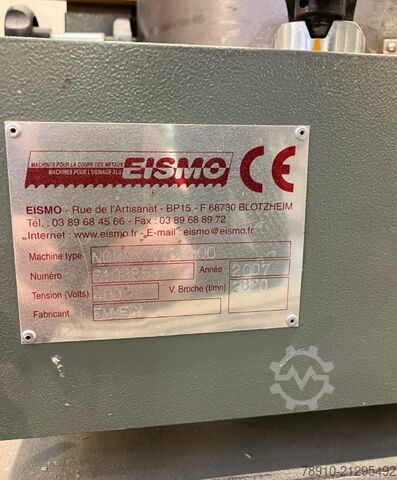 MACHINES POUR LA COUPE DES METAUX
MACHINES POUR L'USINAGE ALU
EISMO CE
EISMO - Rue de l'Artisanat - BP15 - F 68730 BLOTZHEIM
Tél. : 03 89 68 45 66 - Fax : 03 89 68 89 72
Internet : www.eismo.fr - E-mail : eismo@eismo.fr
Machine type
Numéro Année 2007
Tension (Volts) V. Broche (t/mn)
Fabricant EMMEGI
78910-21295492